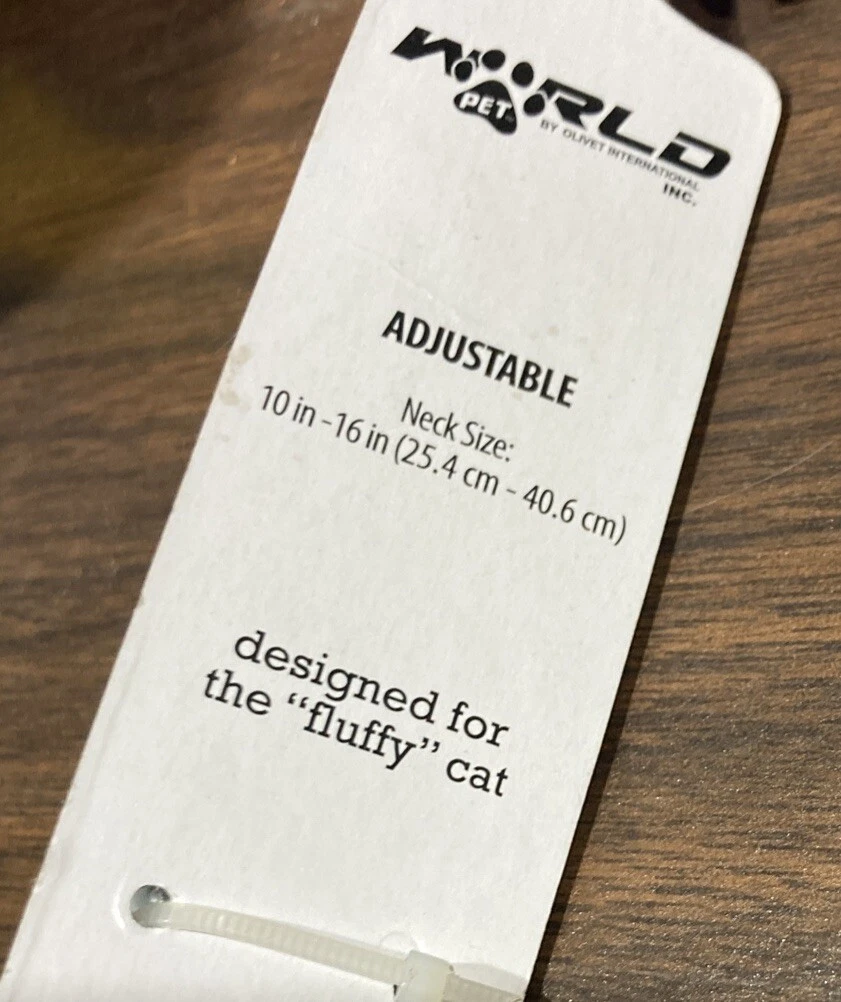 WORLD
PET™
BY OLIVET INTERNATIONAL
INC.
ADJUSTABLE
Neck Size:
10 in -16 in (25.4 cm - 40.6 cm)
designed for
the “fluffy” cat